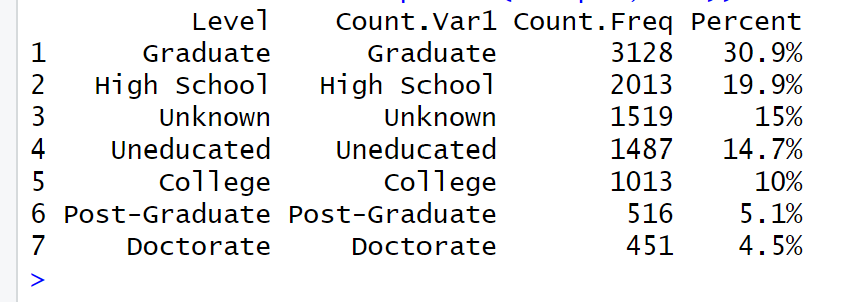 Level Count.Var1 Count.Freq Percent
1 Graduate Graduate 3128 30.9%
2 High School High School 2013 19.9%
3 Unknown Unknown 1519 15%
4 Uneducated Uneducated 1487 14.7%
5 College College 1013 10%
6 Post-Graduate Post-Graduate 516 5.1%
7 Doctorate Doctorate 451 4.5%
>